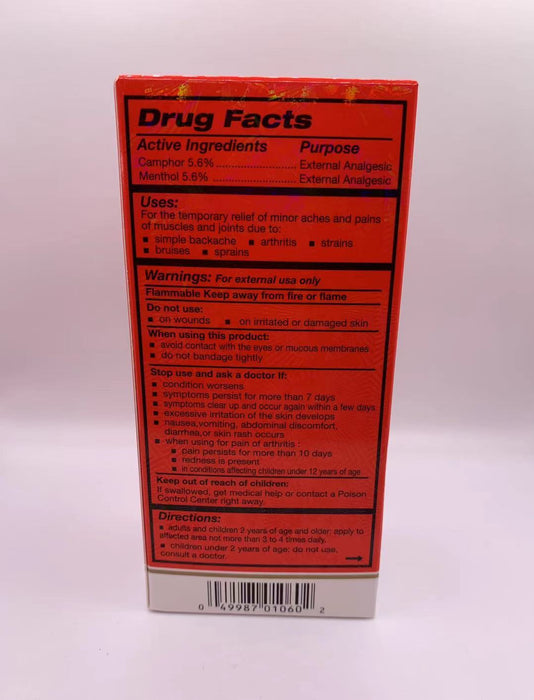 Drug Facts
Active Ingredients Purpose
Camphor 5.6% ........................ External Analgesic
Menthol 5.6% ........................ External Analgesic
Uses:
For the temporary relief of minor aches and pains
of muscles and joints due to:
▪ simple backache ▪ arthritis ▪ strains
▪ bruises ▪ sprains
Warnings: For external usa only
Flammable Keep away from fire or flame
Do not use:
▪ on wounds ▪ on irritated or damaged skin
When using this product:
▪ avoid contact with the eyes or mucous membranes
▪ do not bandage tightly
Stop use and ask a doctor if:
▪ condition worsens
▪ symptoms persist for more than 7 days
▪ symptoms clear up and occur again within a few days
▪ excessive irritation of the skin develops
▪ nausea,vomiting, abdominal discomfort,
diarrhea,or skin rash occurs
▪ when using for pain of arthritis :
▪ pain persists for more than 10 days
▪ redness is present
▪ in conditions affecting children under 12 years of age
Keep out of reach of children:
If swallowed, get medical help or contact a Poison
Control Center right away.
Directions:
▪ adults and children 2 years of age and older: apply to
affected area not more than 3 to 4 times daily.
▪ children under 2 years of age: do not use,
consult a doctor.
0 49987 01060 2